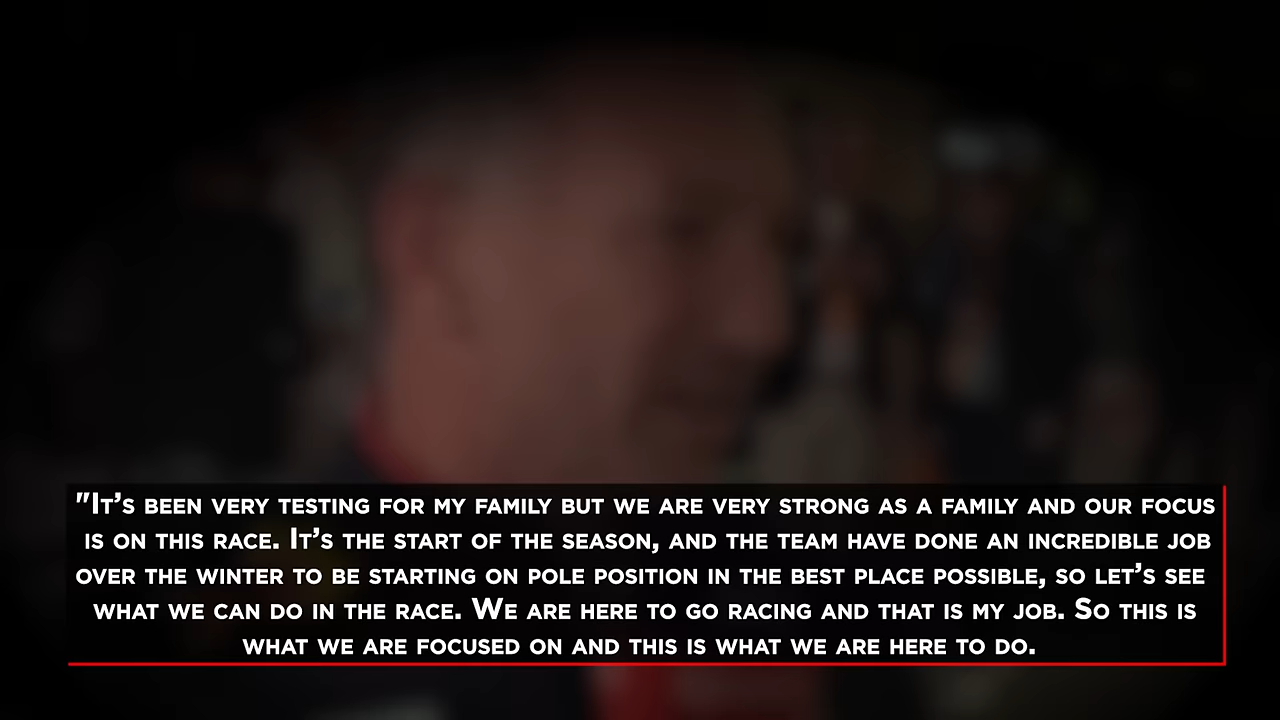 "It's been very testing for my family but we are very strong as a family and our focus
is on this race. It's the start of the season, and the team have done an incredible job
over the winter to be starting on pole position in the best place possible, so let's see
what we can do in the race. We are here to go racing and that is my job. So this is
what we are focused on and this is what we are here to do.